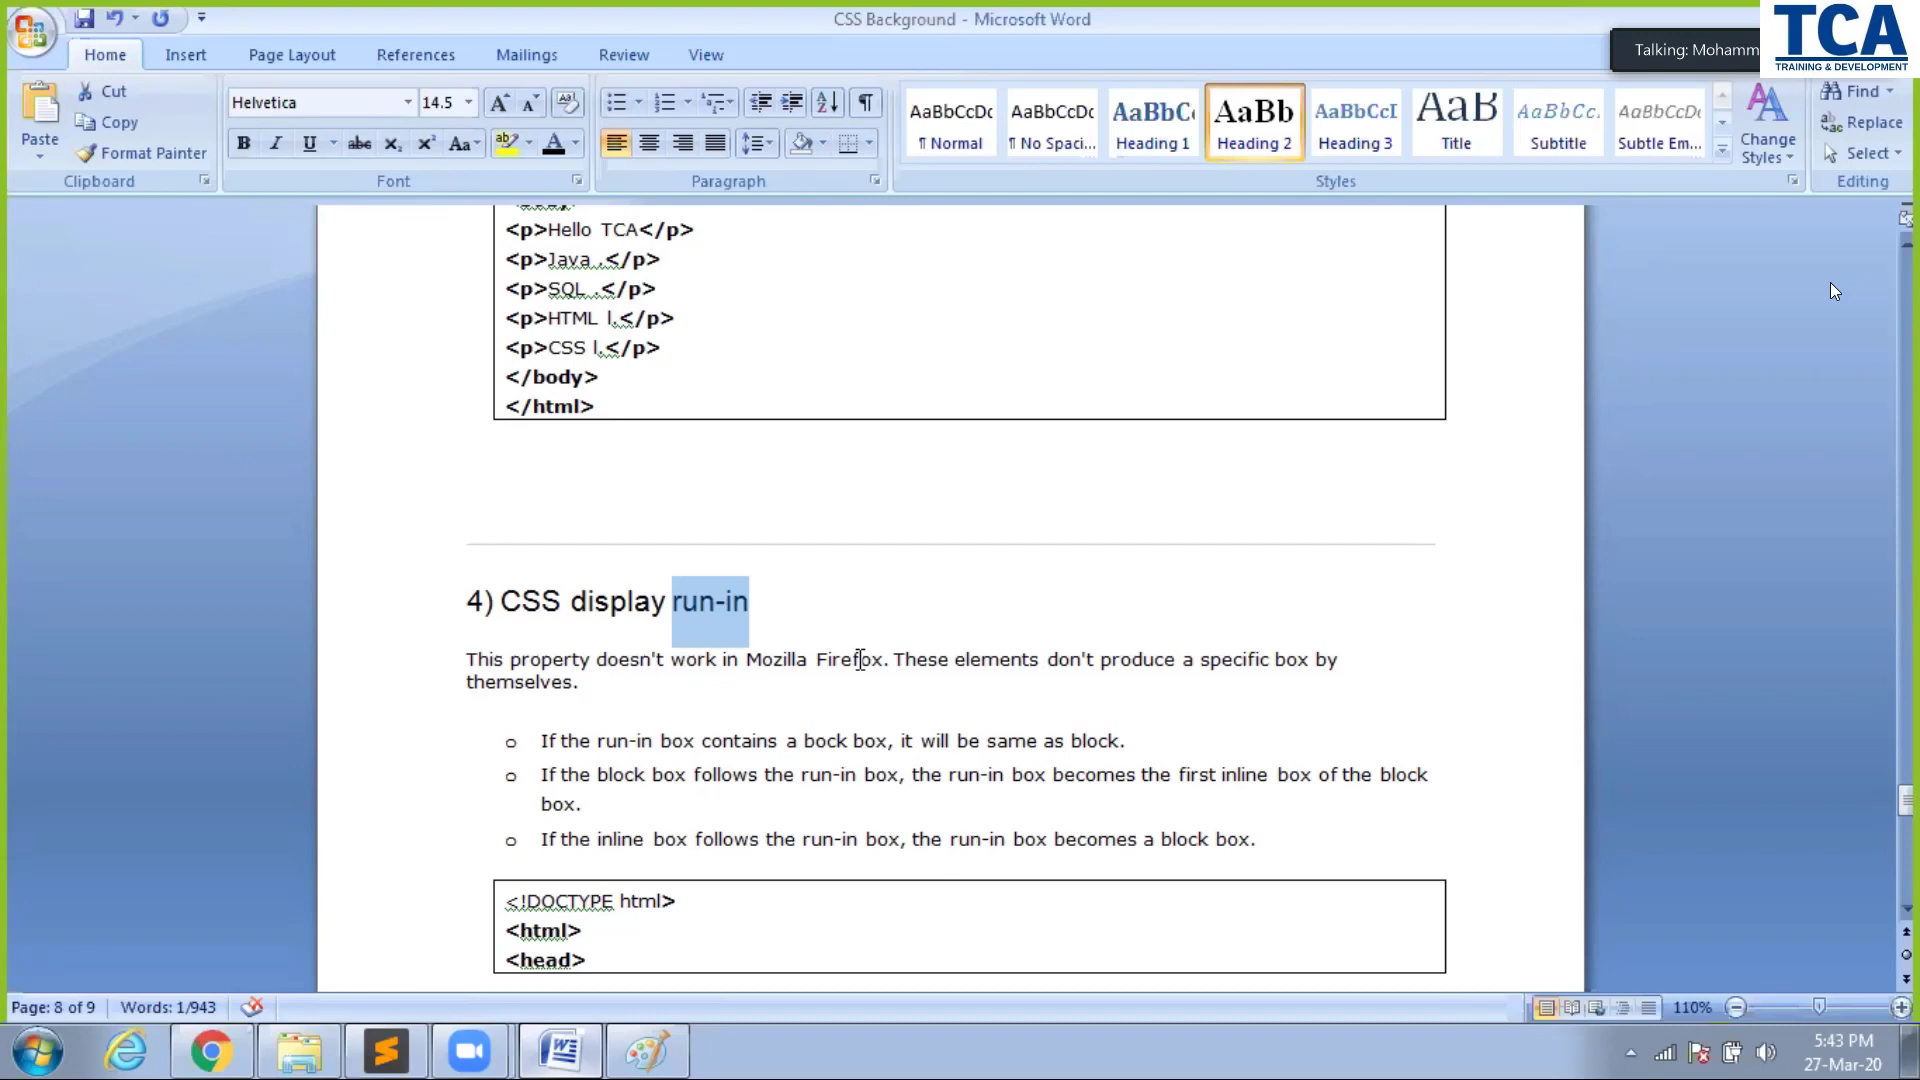 CSS Background - Microsoft Word
Home Insert Page Layout References Mailings Review View
Talking: Mohamm
TCA
TRAINING & DEVELOPMENT
Paste
Cut
Copy
Format Painter
Clipboard
Helvetica 14.5
Font
Paragraph
AaBbCcDc AaBbCcDc AaBbC AaBb AaBbCcI AaB AaBbCc. AaBbCcDc
¶ Normal ¶ No Spaci... Heading 1 Heading 2 Heading 3 Title Subtitle Subtle Em...
Styles
Change
Styles
Find
Replace
Select
Editing
<p>Hello TCA</p>
<p>Java .</p>
<p>SQL .</p>
<p>HTML l.</p>
<p>CSS l.</p>
</body>
</html>
4) CSS display run-in
This property doesn't work in Mozilla Firefox. These elements don't produce a specific box by
themselves.
o If the run-in box contains a bock box, it will be same as block.
o If the block box follows the run-in box, the run-in box becomes the first inline box of the block
box.
o If the inline box follows the run-in box, the run-in box becomes a block box.
<!DOCTYPE html>
<html>
<head>
Page: 8 of 9 Words: 1/943 110%
5:43 PM
27-Mar-20